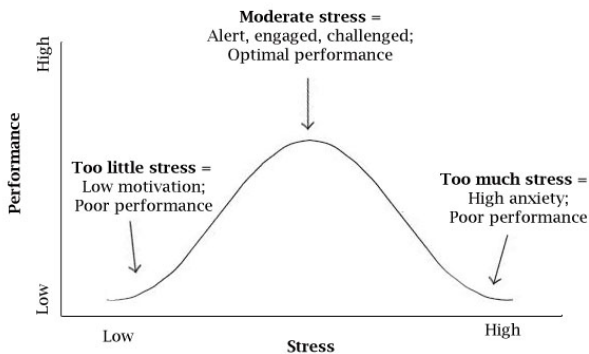 Moderate stress =
Alert, engaged, challenged;
Optimal performance
High
Performance
Low
Too little stress =
Low motivation;
Poor performance
Too much stress =
High anxiety;
Poor performance
Low
Stress
High